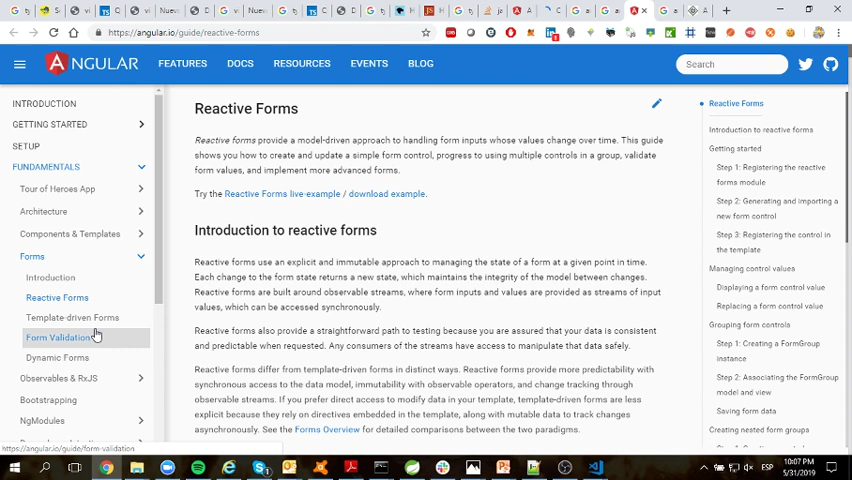 https://angular.io/guide/reactive-forms
ANGULAR
FEATURES
DOCS
RESOURCES
EVENTS
BLOG
Search
INTRODUCTION
GETTING STARTED
SETUP
FUNDAMENTALS
Tour of Heroes App
Architecture
Components & Templates
Forms
Introduction
Reactive Forms
Template-driven Forms
Form Validation
Dynamic Forms
Observables & RxJS
Bootstrapping
NgModules
https://angular.io/guide/form-validation
Reactive Forms
Reactive forms provide a model-driven approach to handling form inputs whose values change over time. This guide
shows you how to create and update a simple form control, progress to using multiple controls in a group, validate
form values, and implement more advanced forms.
Try the Reactive Forms live-example / download example.
Introduction to reactive forms
Reactive forms use an explicit and immutable approach to managing the state of a form at a given point in time.
Each change to the form state returns a new state, which maintains the integrity of the model between changes.
Reactive forms are built around observable streams, where form inputs and values are provided as streams of input
values, which can be accessed synchronously.
Reactive forms also provide a straightforward path to testing because you are assured that your data is consistent
and predictable when requested. Any consumers of the streams have access to manipulate that data safely.
Reactive forms differ from template-driven forms in distinct ways. Reactive forms provide more predictability with
synchronous access to the data model, immutability with observable operators, and change tracking through
observable streams. If you prefer direct access to modify data in your template, template-driven forms are less
explicit because they rely on directives embedded in the template, along with mutable data to track changes
asynchronously. See the Forms Overview for detailed comparisons between the two paradigms.
Reactive Forms
Introduction to reactive forms
Getting started
Step 1: Registering the reactive
forms module
Step 2: Generating and importing a
new form control
Step 3: Registering the control in
the template
Managing control values
Displaying a form control value
Replacing a form control value
Grouping form controls
Step 1: Creating a FormGroup
instance
Step 2: Associating the FormGroup
model and view
Saving form data
Creating nested form groups
ESP
10:07 PM
5/31/2019